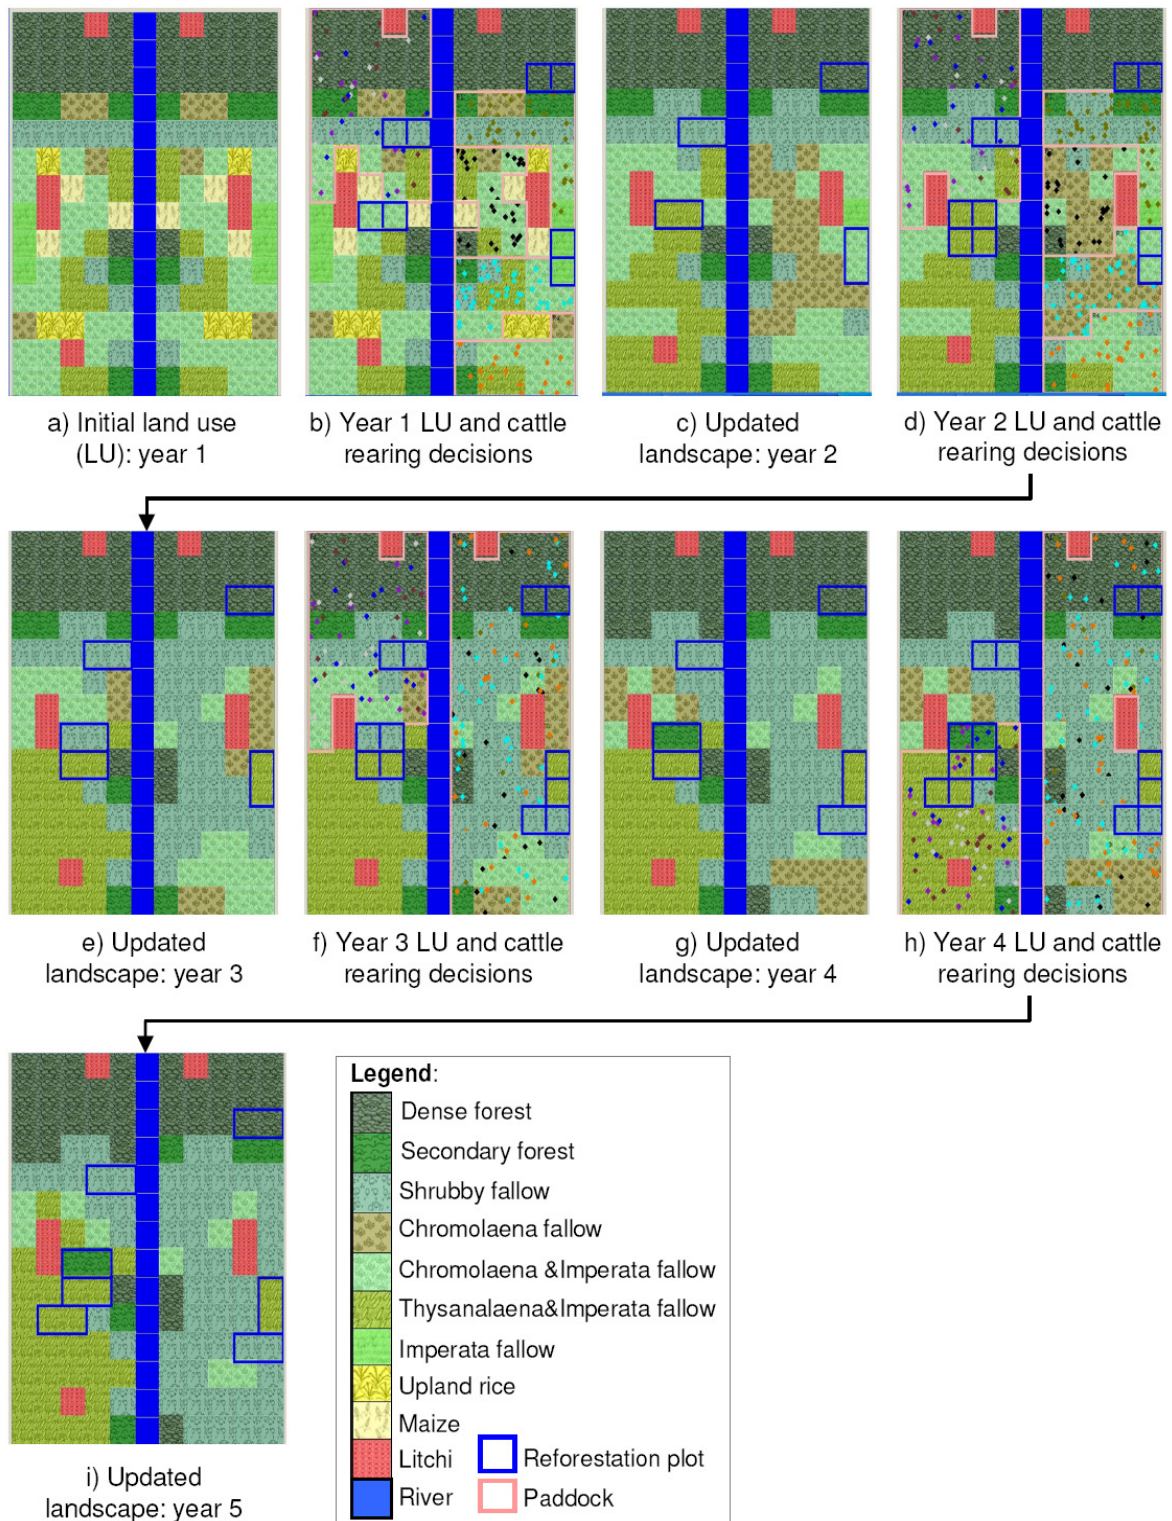 a) Initial land use
(LU): year 1
b) Year 1 LU and cattle
rearing decisions
c) Updated
landscape: year 2
d) Year 2 LU and cattle
rearing decisions
e) Updated
landscape: year 3
f) Year 3 LU and cattle
rearing decisions
g) Updated
landscape: year 4
h) Year 4 LU and cattle
rearing decisions
i) Updated
landscape: year 5
Legend:
Dense forest
Secondary forest
Shrubby fallow
Chromolaena fallow
Chromolaena &Imperata fallow
Thysanalaena&Imperata fallow
Imperata fallow
Upland rice
Maize
Litchi
River
Reforestation plot
Paddock